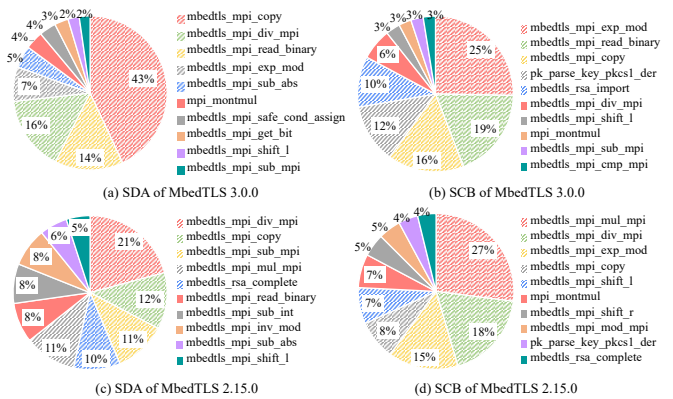 43%
14%
16%
7%
5%
4%
4%
3%
2%
2%
mbedtls_mpi_copy
mbedtls_mpi_div_mpi
mbedtls_mpi_read_binary
mbedtls_mpi_exp_mod
mbedtls_mpi_sub_abs
mpi_montmul
mbedtls_mpi_safe_cond_assign
mbedtls_mpi_get_bit
mbedtls_mpi_shift_l
mbedtls_mpi_sub_mpi
(a) SDA of MbedTLS 3.0.0
25%
19%
16%
12%
10%
6%
3%
3%
3%
3%
mbedtls_mpi_exp_mod
mbedtls_mpi_read_binary
mbedtls_mpi_copy
pk_parse_key_pkcs1_der
mbedtls_rsa_import
mbedtls_mpi_div_mpi
mbedtls_mpi_shift_l
mpi_montmul
mbedtls_mpi_sub_mpi
mbedtls_mpi_cmp_mpi
(b) SCB of MbedTLS 3.0.0
21%
12%
11%
10%
11%
8%
8%
8%
6%
5%
mbedtls_mpi_div_mpi
mbedtls_mpi_copy
mbedtls_mpi_sub_mpi
mbedtls_mpi_mul_mpi
mbedtls_rsa_complete
mbedtls_mpi_read_binary
mbedtls_mpi_sub_int
mbedtls_mpi_inv_mod
mbedtls_mpi_sub_abs
mbedtls_mpi_shift_l
(c) SDA of MbedTLS 2.15.0
27%
18%
15%
8%
7%
7%
5%
5%
4%
4%
mbedtls_mpi_mul_mpi
mbedtls_mpi_div_mpi
mbedtls_mpi_exp_mod
mbedtls_mpi_copy
mbedtls_mpi_shift_l
mpi_montmul
mbedtls_mpi_shift_r
mbedtls_mpi_mod_mpi
pk_parse_key_pkcs1_der
mbedtls_rsa_complete
(d) SCB of MbedTLS 2.15.0